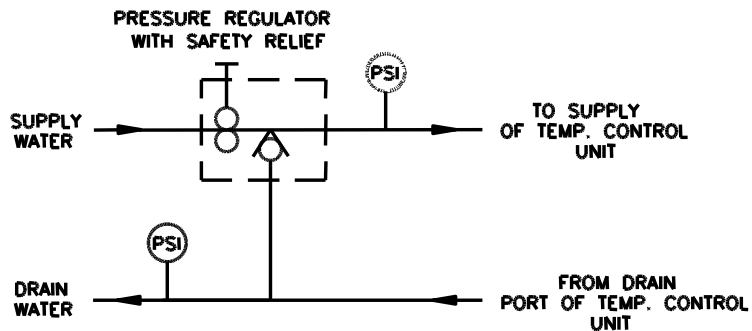 PRESSURE REGULATOR
WITH SAFETY RELIEF
PSI
SUPPLY
WATER
TO SUPPLY
OF TEMP. CONTROL
UNIT
PSI
DRAIN
WATER
FROM DRAIN
PORT OF TEMP. CONTROL
UNIT